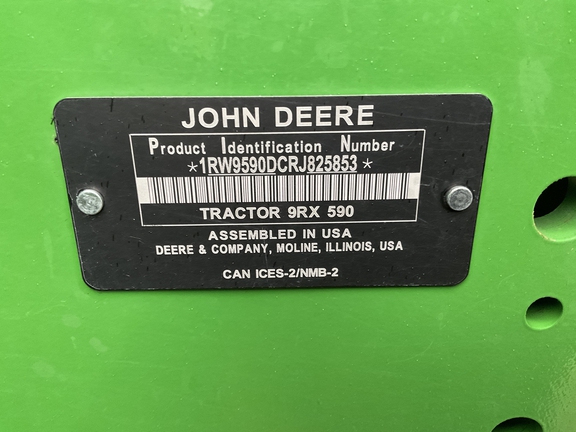 JOHN DEERE
Product Identification Number
*1RW9590DCRJ825853*
TRACTOR 9RX 590
ASSEMBLED IN USA
DEERE & COMPANY, MOLINE, ILLINOIS, USA
CAN ICES-2/NMB-2